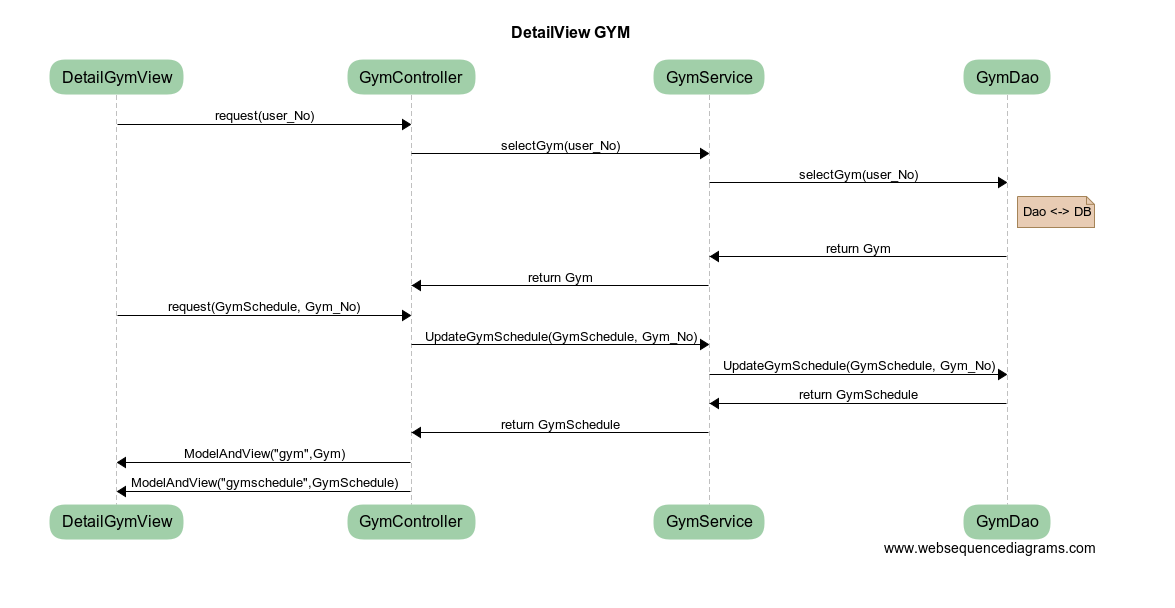 DetailView GYM
DetailGymView
GymController
GymService
GymDao
request(user_No)
selectGym(user_No)
selectGym(user_No)
Dao <-> DB
return Gym
return Gym
request(GymSchedule, Gym_No)
UpdateGymSchedule(GymSchedule, Gym_No)
UpdateGymSchedule(GymSchedule, Gym_No)
return GymSchedule
return GymSchedule
ModelAndView("gym",Gym)
ModelAndView("gymschedule",GymSchedule)
DetailGymView
GymController
GymService
GymDao
www.websequencediagrams.com